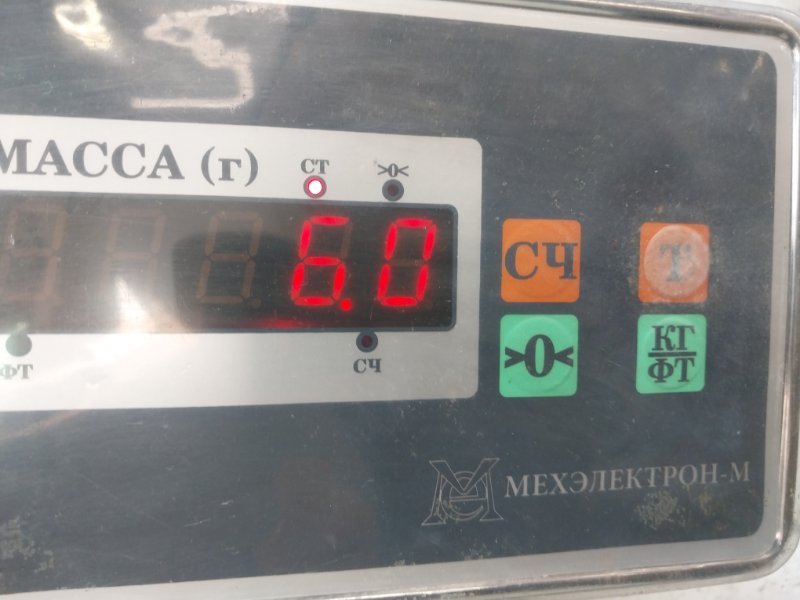 МАССА (г)
СТ >0<
6.0
ФТ СЧ
СЧ Т
>0< КГ
ФТ
МЕХЭЛЕКТРОН-М